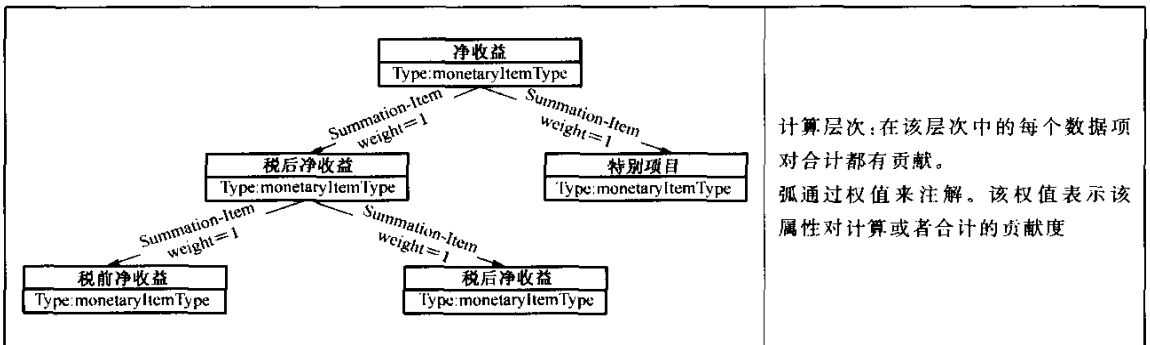 净收益
Type:monetaryItemType
Summation-Item
weight=1
Summation-Item
weight=1
税后净收益
Type:monetaryItemType
特别项目
Type:monetaryItemType
Summation-Item
weight=1
Summation-Item
weight=1
税前净收益
Type:monetaryItemType
税后净收益
Type:monetaryItemType
计算层次:在该层次中的每个数据项
对合计都有贡献。
弧通过权值来注解。该权值表示该
属性对计算或者合计的贡献度